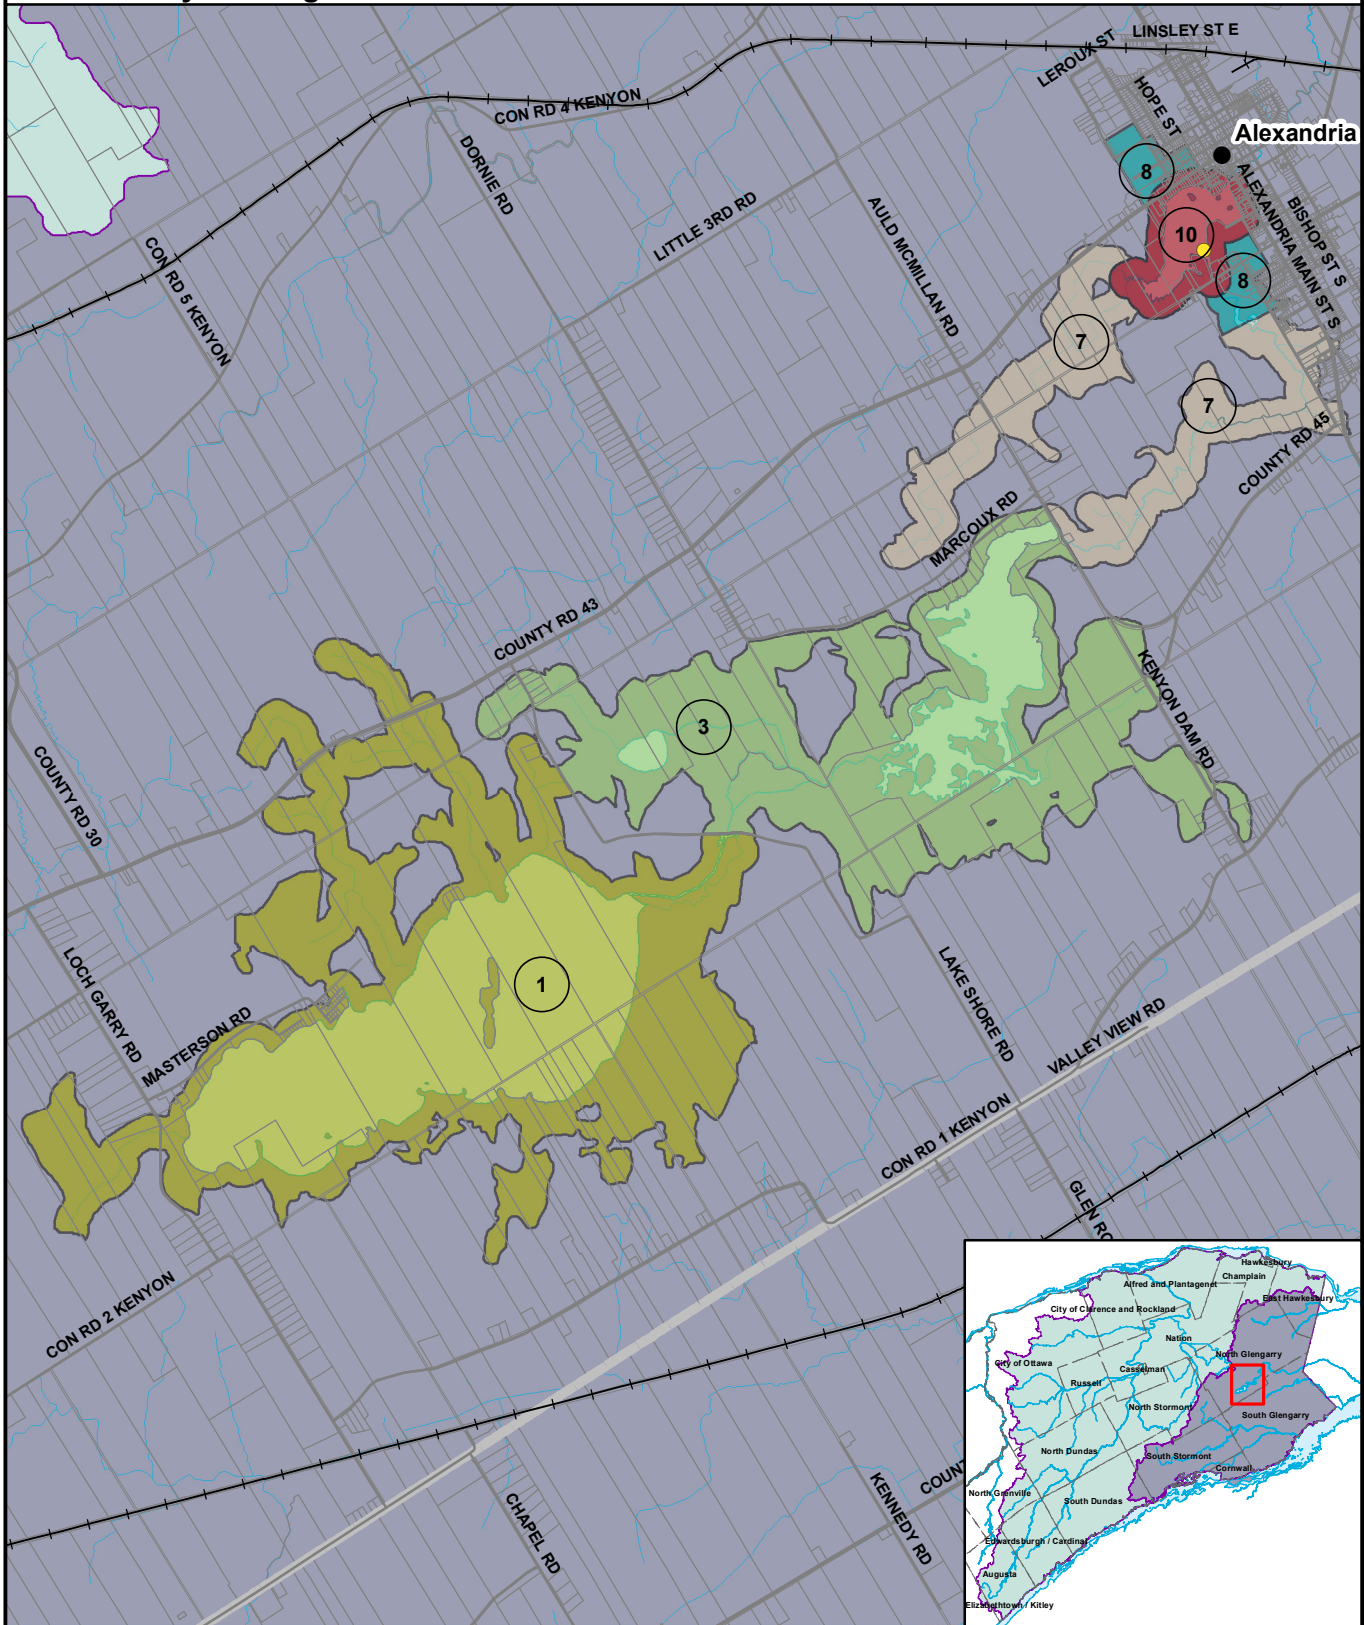 LINSLEY ST E
LEROUX ST
HOPE ST
CON RD 4 KENYON
Alexandria
DORNIE RD
8
LITTLE 3RD RD
AULD MCMILLAN RD
ALEXANDRIA MAIN ST S
BISHOP ST S
10
CON RD 5 KENYON
8
7
7
COUNTY RD 45
MARCOUX RD
COUNTY RD 43
KENYON DAM RD
3
COUNTY RD 30
1
LOCH GARRY RD
MASTERSON RD
LAKE SHORE RD
VALLEY VIEW RD
CON RD 1 KENYON
GLEN RO
CON RD 2 KENYON
CHAPEL RD
KENNEDY RD
COUNT
Hawkesbury
Champlain
Alfred and Plantagenet
East Hawkesbury
City of Clarence and Rockland
Nation
North Glengarry
City of Ottawa
Casselman
Russell
North Stormont
South Glengarry
North Dundas
South Stormont
Cornwall
North Grenville
South Dundas
Edwardsburgh / Cardinal
Augusta
Elizabethtown / Kitley